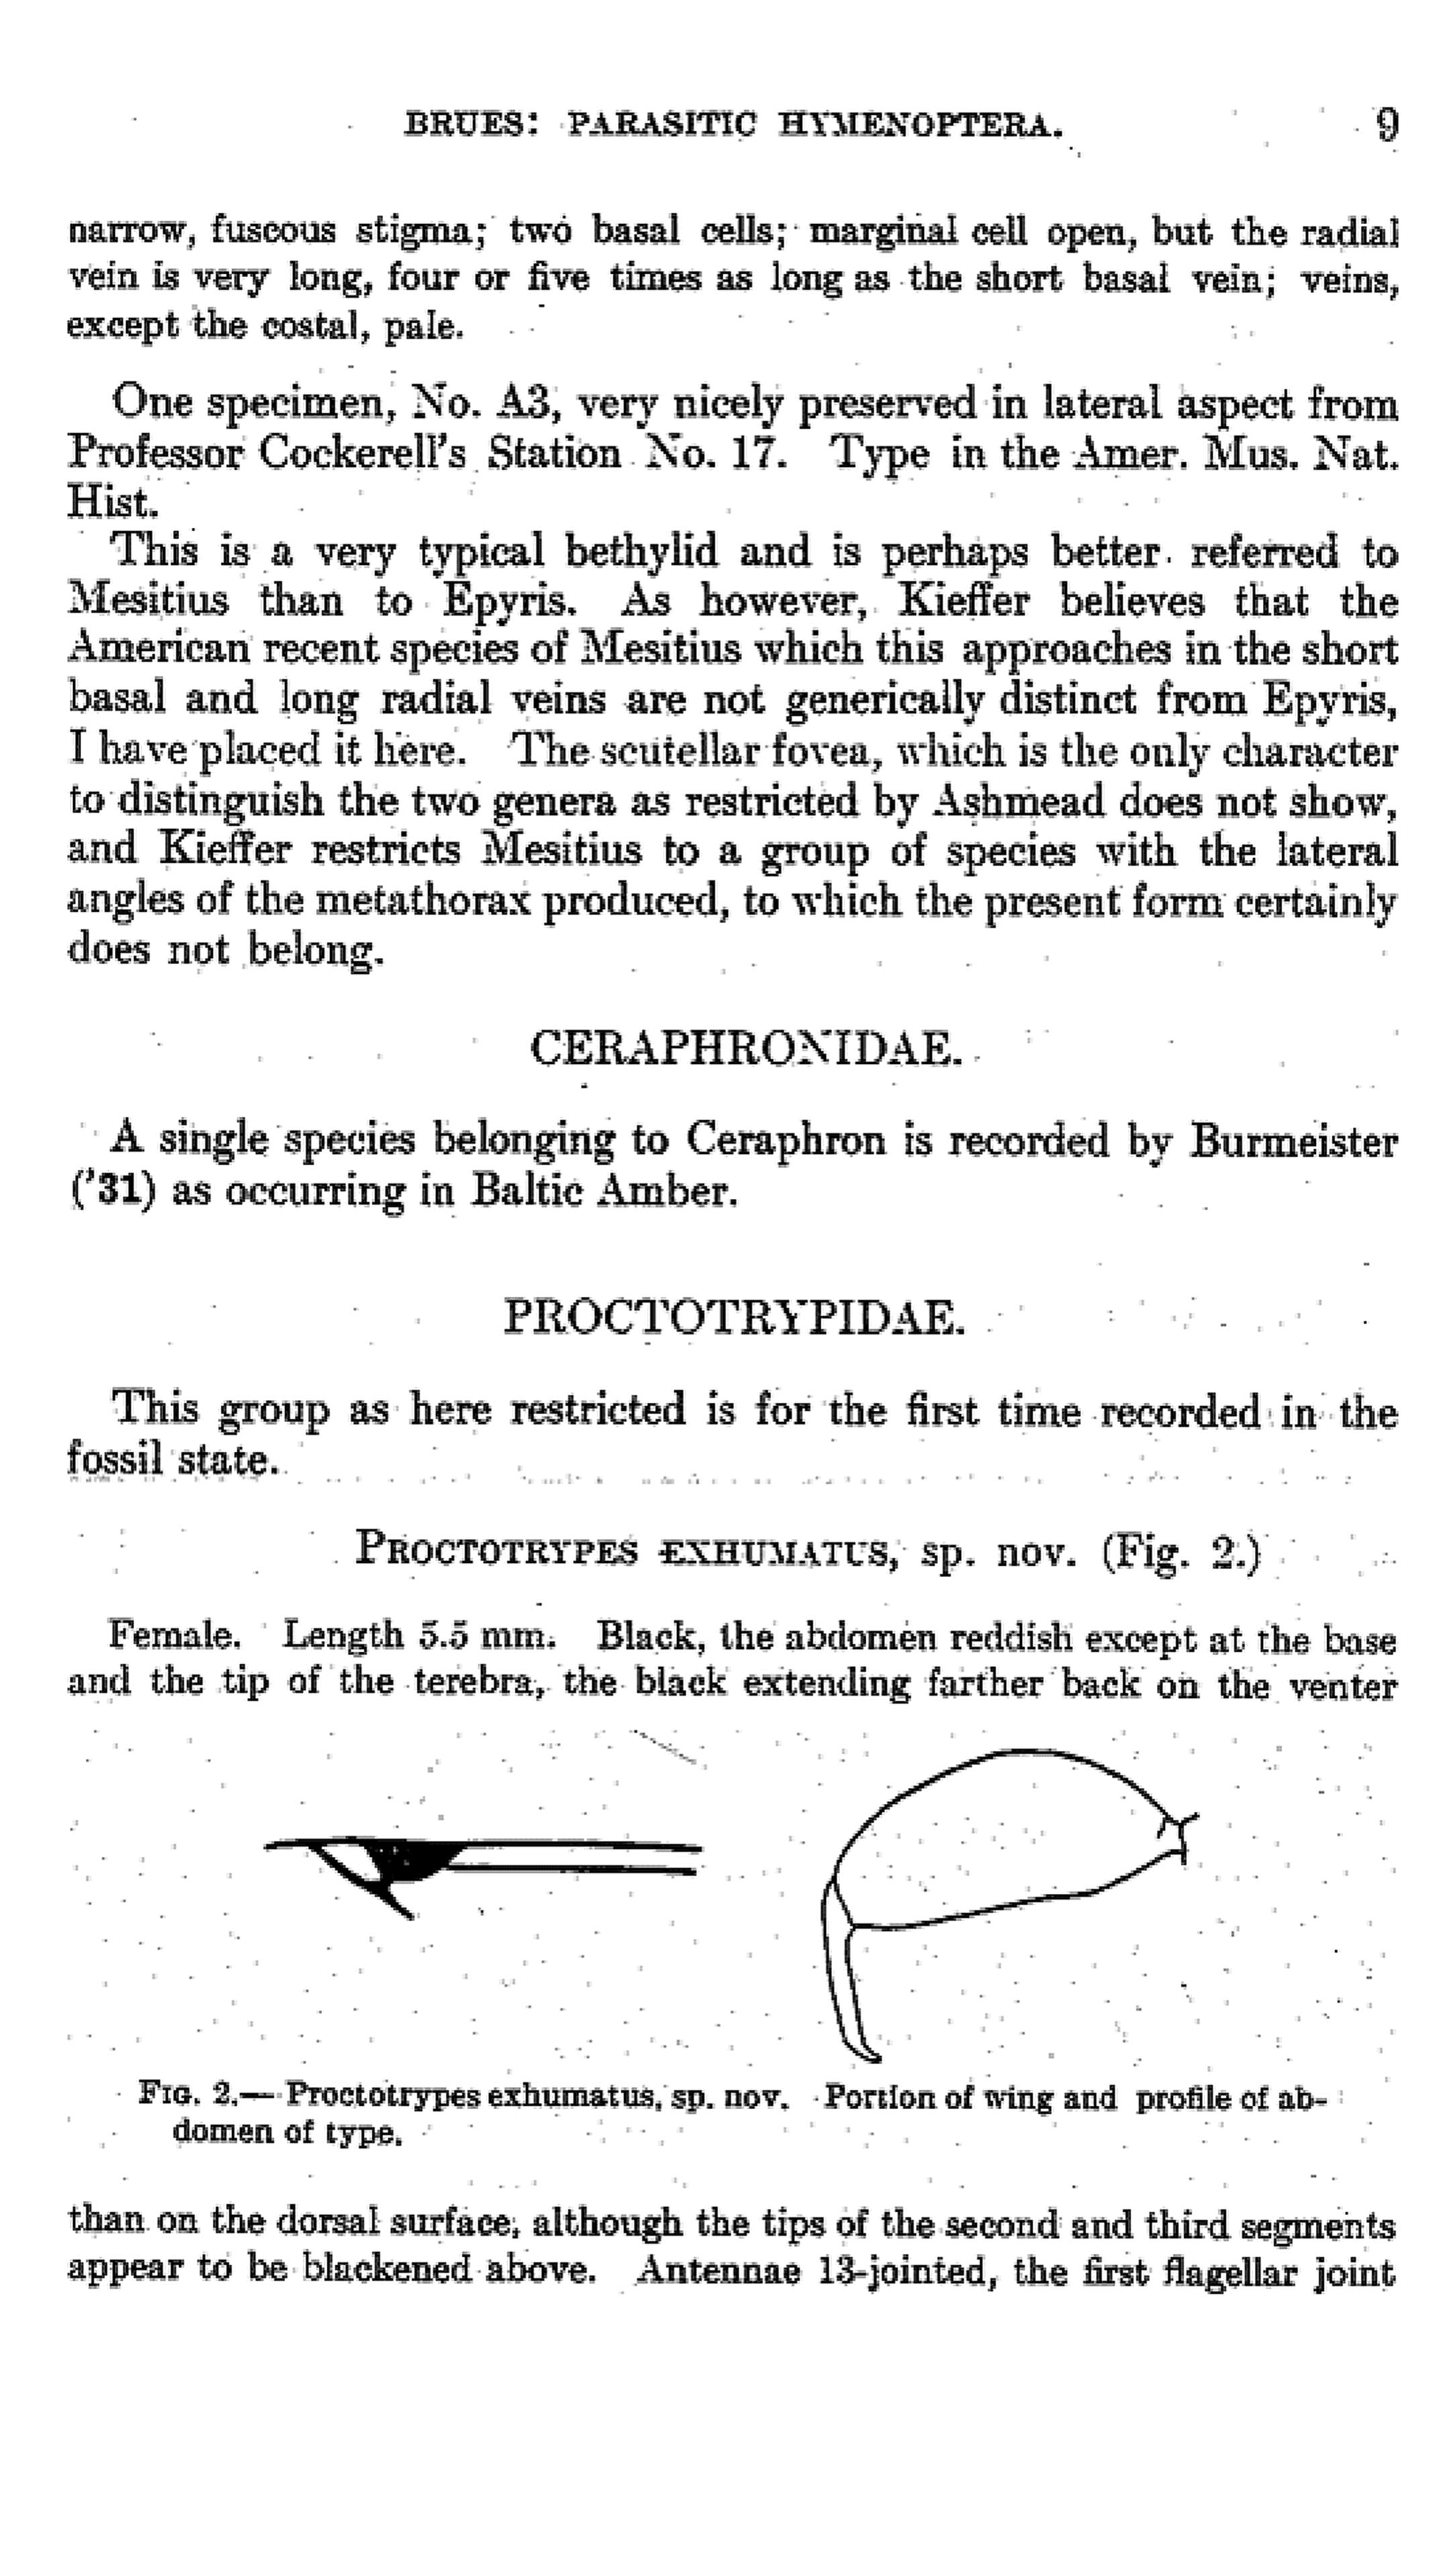 BRUES: PARASITIC HYMENOPTERA. 9
narrow, fuscous stigma; two basal cells; marginal cell open, but the radial
vein is very long, four or five times as long as the short basal vein; veins,
except the costal, pale.
One specimen, No. A3, very nicely preserved in lateral aspect from
Professor Cockerell's Station No. 17. Type in the Amer. Mus. Nat.
Hist.
This is a very typical bethylid and is perhaps better referred to
Mesitius than to Epyris. As however, Kieffer believes that the
American recent species of Mesitius which this approaches in the short
basal and long radial veins are not generically distinct from Epyris,
I have placed it here. The scutellar fovea, which is the only character
to distinguish the two genera as restricted by Ashmead does not show,
and Kieffer restricts Mesitius to a group of species with the lateral
angles of the metathorax produced, to which the present form certainly
does not belong.
CERAPHRONIDAE.
A single species belonging to Ceraphron is recorded by Burmeister
('31) as occurring in Baltic Amber.
PROCTOTRYPIDAE.
This group as here restricted is for the first time recorded in the
fossil state.
PROCTOTRYPES EXHUMATUS, sp. nov. (Fig. 2.)
Female. Length 5.5 mm. Black, the abdomen reddish except at the base
and the tip of the terebra, the black extending farther back on the venter
FIG. 2.— Proctotrypes exhumatus, sp. nov. Portion of wing and profile of ab-
domen of type.
than on the dorsal surface, although the tips of the second and third segments
appear to be blackened above. Antennae 13-jointed, the first flagellar joint